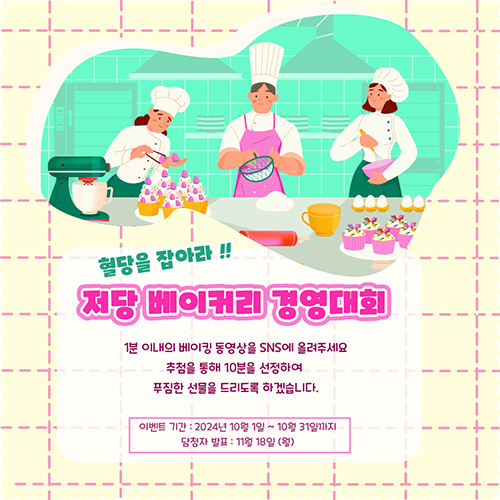 혈당을 잡아라 !!
저당 베이커리 경영대회
1분 이내의 베이킹 동영상을 SNS에 올려주세요
추첨을 통해 10분을 선정하여
푸짐한 선물을 드리도록 하겠습니다.
이벤트 기간 : 2024년 10월 1일 ~ 10월 31일까지
당첨자 발표 : 11월 18일 (월)